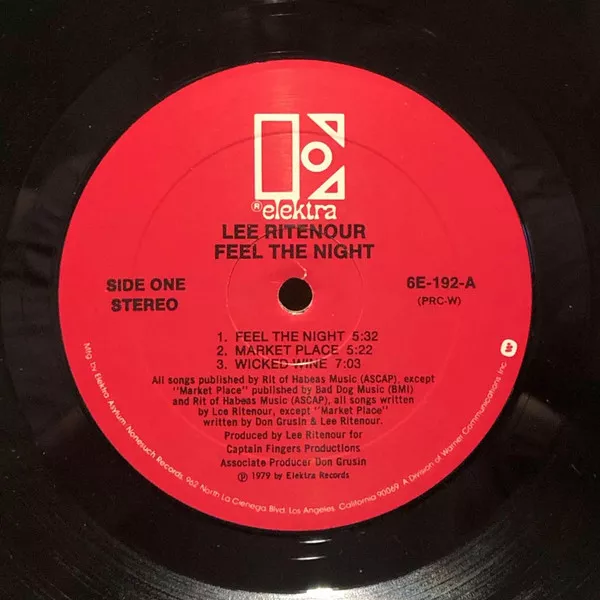 ® elektra
LEE RITENOUR
FEEL THE NIGHT
SIDE ONE
STEREO
6E-192-A
(PRC-W)
1. FEEL THE NIGHT 5:32
2. MARKET PLACE 5:22
3. WICKED WINE 7:03
All songs published by Rit of Habeas Music (ASCAP), except
"Market Place" published by Bad Dog Music (BMI)
and Rit of Habeas Music (ASCAP), all songs written
by Lee Ritenour, except "Market Place"
written by Don Grusin & Lee Ritenour.
Produced by Lee Ritenour for
Captain Fingers Productions
Associate Producer Don Grusin
℗ 1979 by Elektra Records
Mfg by Elektra Asylum Nonesuch Records, 962 North La Cienega Blvd. Los Angeles, California 90069. A Division of Warner Communications Inc.